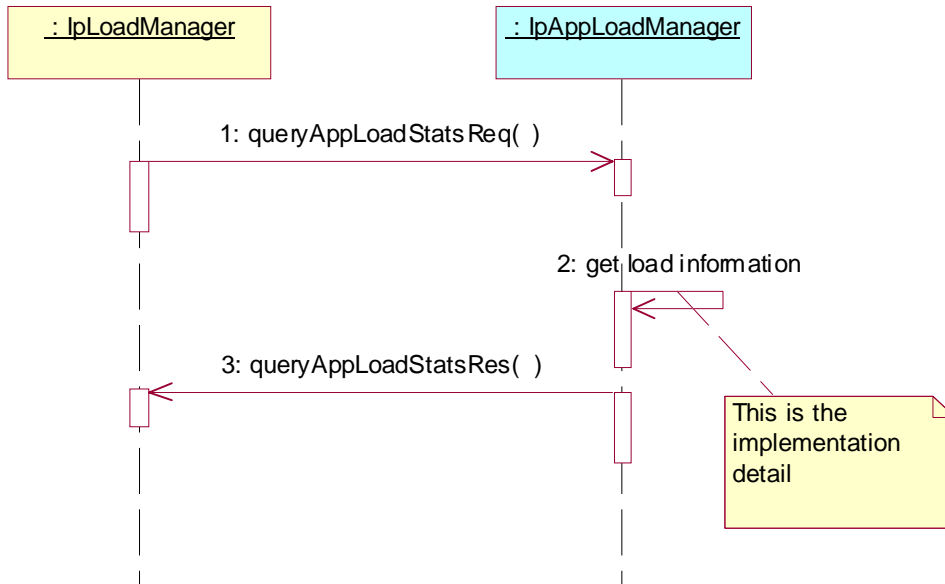 : IpLoadManager
: IpAppLoadManager
1: queryAppLoadStatsReq( )
2: get load information
3: queryAppLoadStatsRes( )
This is the
implementation
detail